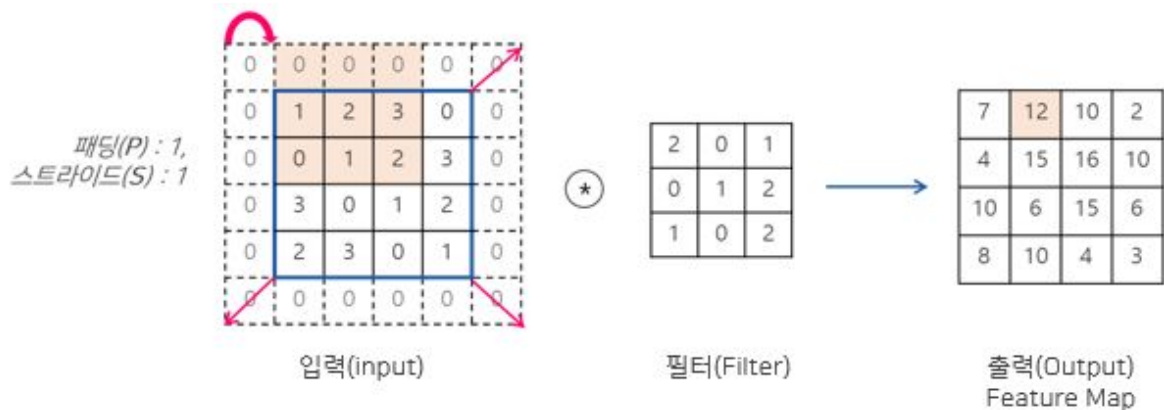 0 0 0 0 0 0
0 1 2 3 0 0
0 0 1 2 3 0
0 3 0 1 2 0
0 2 3 0 1 0
0 0 0 0 0 0
패딩(P) : 1,
스트라이드(S) : 1
*
2 0 1
0 1 2
1 0 2
7 12 10 2
4 15 16 10
10 6 15 6
8 10 4 3
입력(input)
필터(Filter)
출력(Output)
Feature Map